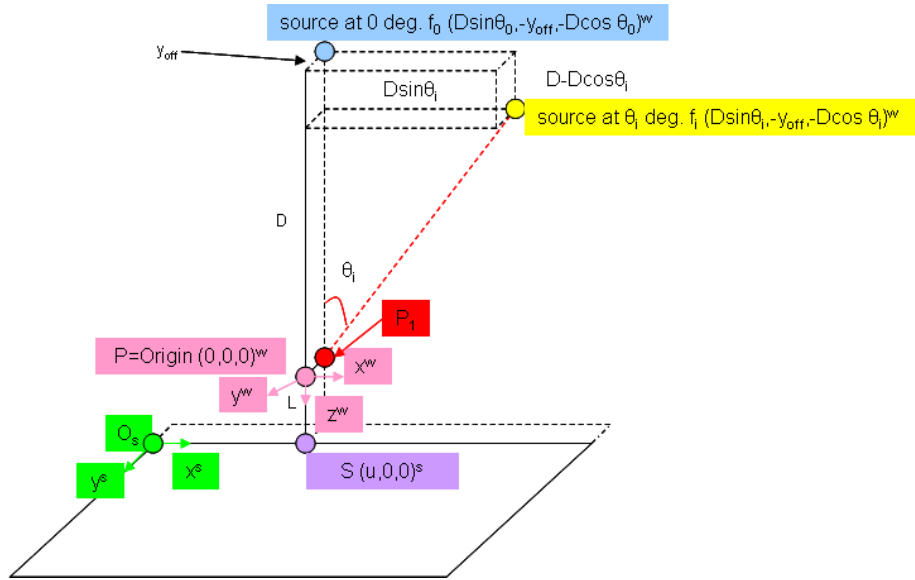 source at 0 deg. f₀ (Dsinθ₀,-y_off,-Dcos θ₀)ʷ
y_off
Dsinθᵢ
D-Dcosθᵢ
source at θᵢ deg. fᵢ (Dsinθᵢ,-y_off,-Dcos θᵢ)ʷ
D
θᵢ
P₁
P=Origin (0,0,0)ʷ
xʷ
yʷ
L
zʷ
Oₛ
xˢ
S (u,0,0)ˢ
yˢ